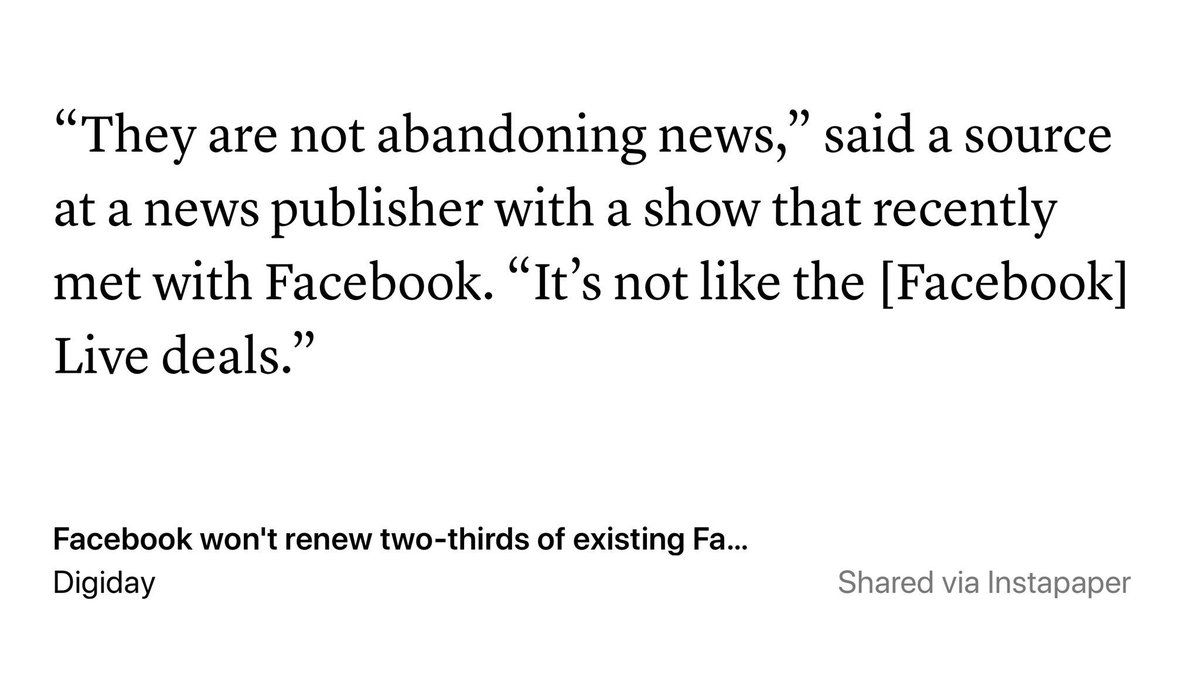 “They are not abandoning news,” said a source
at a news publisher with a show that recently
met with Facebook. “It’s not like the [Facebook]
Live deals.”
Facebook won't renew two-thirds of existing Fa...
Digiday
Shared via Instapaper